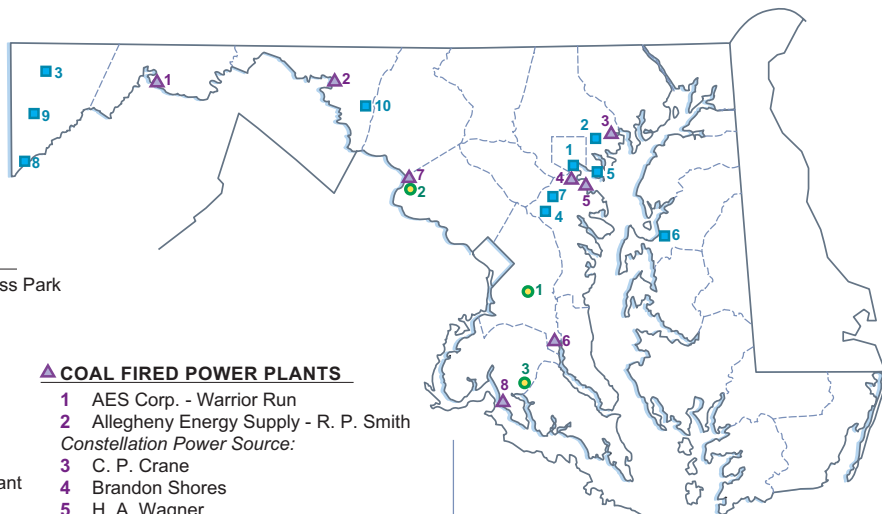 3
1
2
10
9
8
3
2
1
4
5
5
7
4
7
2
6
1
6
3
8
ss Park
COAL FIRED POWER PLANTS
1 AES Corp. - Warrior Run
2 Allegheny Energy Supply - R. P. Smith
Constellation Power Source:
3 C. P. Crane
ant 4 Brandon Shores
5 H. A. Wagner